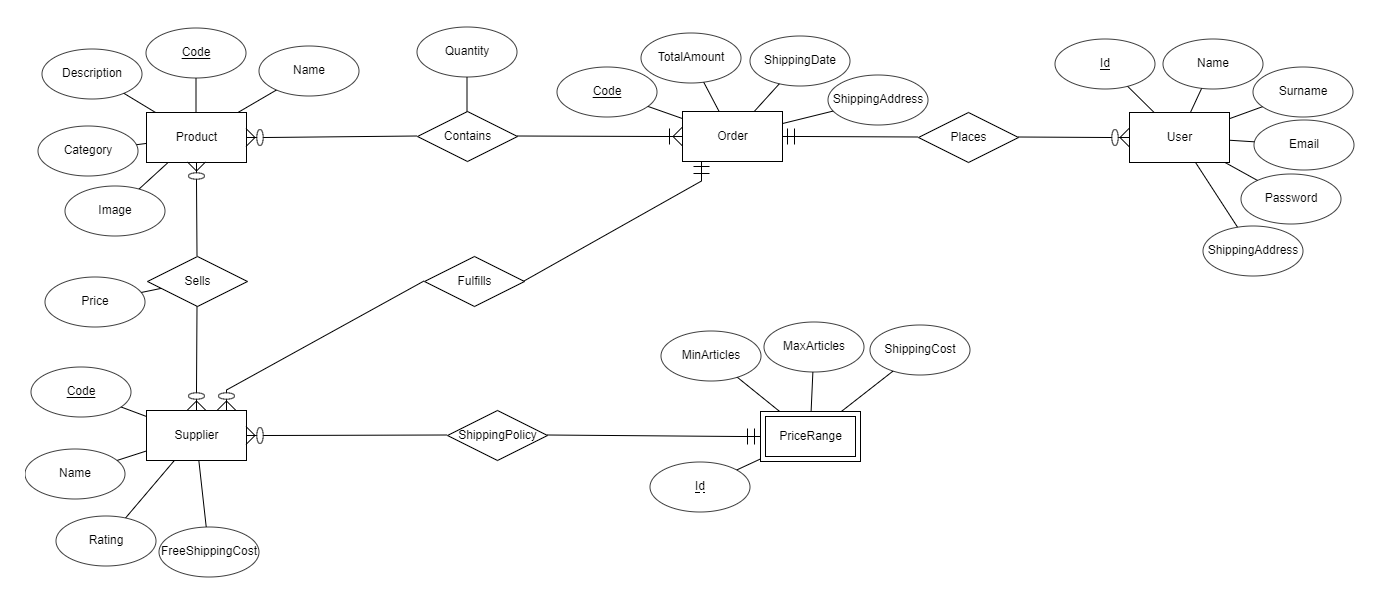 Code
Description
Name
Product
Category
Image
Quantity
Contains
Code
TotalAmount
ShippingDate
ShippingAddress
Order
Places
Id
Name
Surname
User
Email
Password
ShippingAddress
Sells
Price
Fulfills
Code
Supplier
Name
Rating
FreeShippingCost
ShippingPolicy
MinArticles
MaxArticles
ShippingCost
PriceRange
Id